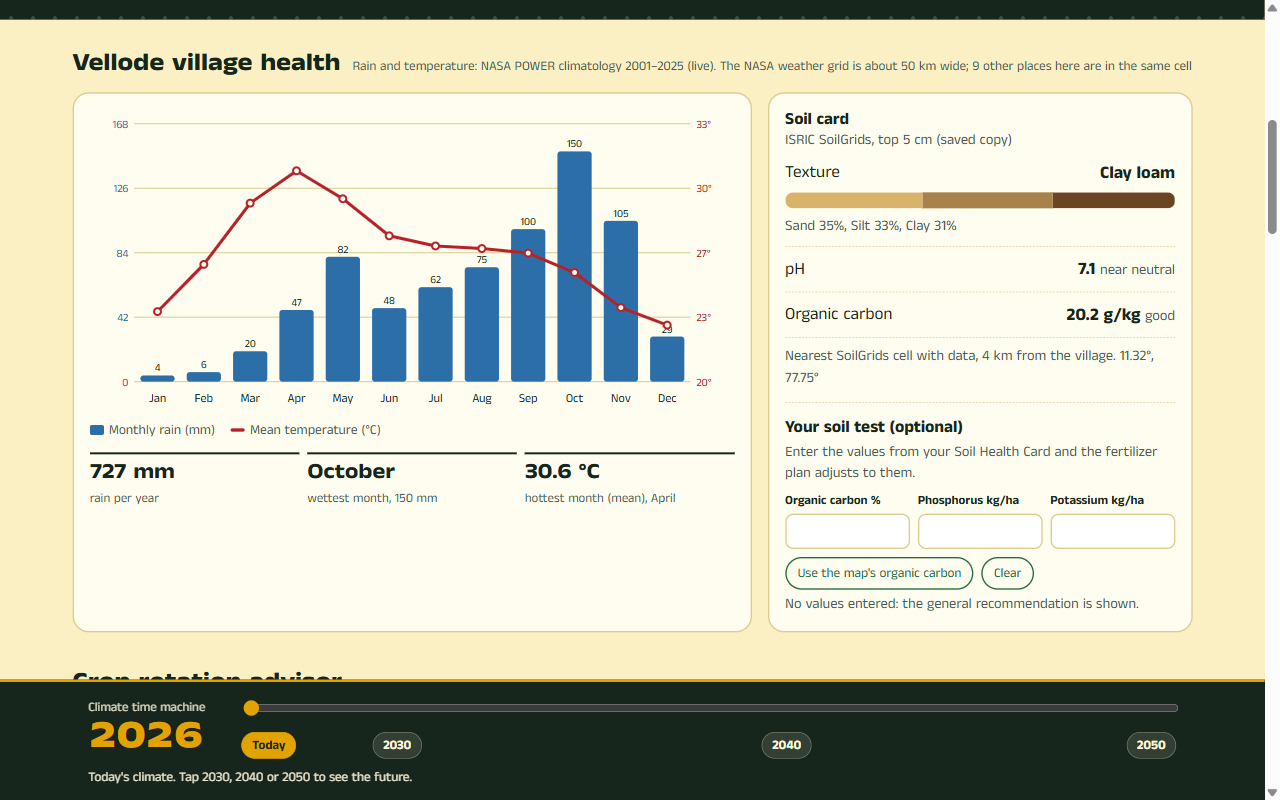 Vellode village health
Rain and temperature: NASA POWER climatology 2001–2025 (live). The NASA weather grid is about 50 km wide; 9 other places here are in the same cell
168
126
84
42
0
33°
30°
27°
23°
20°
4
6
20
47
82
48
62
75
100
150
105
29
Jan
Feb
Mar
Apr
May
Jun
Jul
Aug
Sep
Oct
Nov
Dec
Monthly rain (mm)
Mean temperature (°C)
727 mm
rain per year
October
wettest month, 150 mm
30.6 °C
hottest month (mean), April
Soil card
ISRIC SoilGrids, top 5 cm (saved copy)
Texture
Clay loam
Sand 35%, Silt 33%, Clay 31%
pH
7.1 near neutral
Organic carbon
20.2 g/kg good
Nearest SoilGrids cell with data, 4 km from the village. 11.32°,
77.75°
Your soil test (optional)
Enter the values from your Soil Health Card and the fertilizer
plan adjusts to them.
Organic carbon %
Phosphorus kg/ha
Potassium kg/ha
Use the map's organic carbon
Clear
No values entered: the general recommendation is shown.
Crop rotation advisor
Climate time machine
2026
Today
2030
2040
2050
Today's climate. Tap 2030, 2040 or 2050 to see the future.